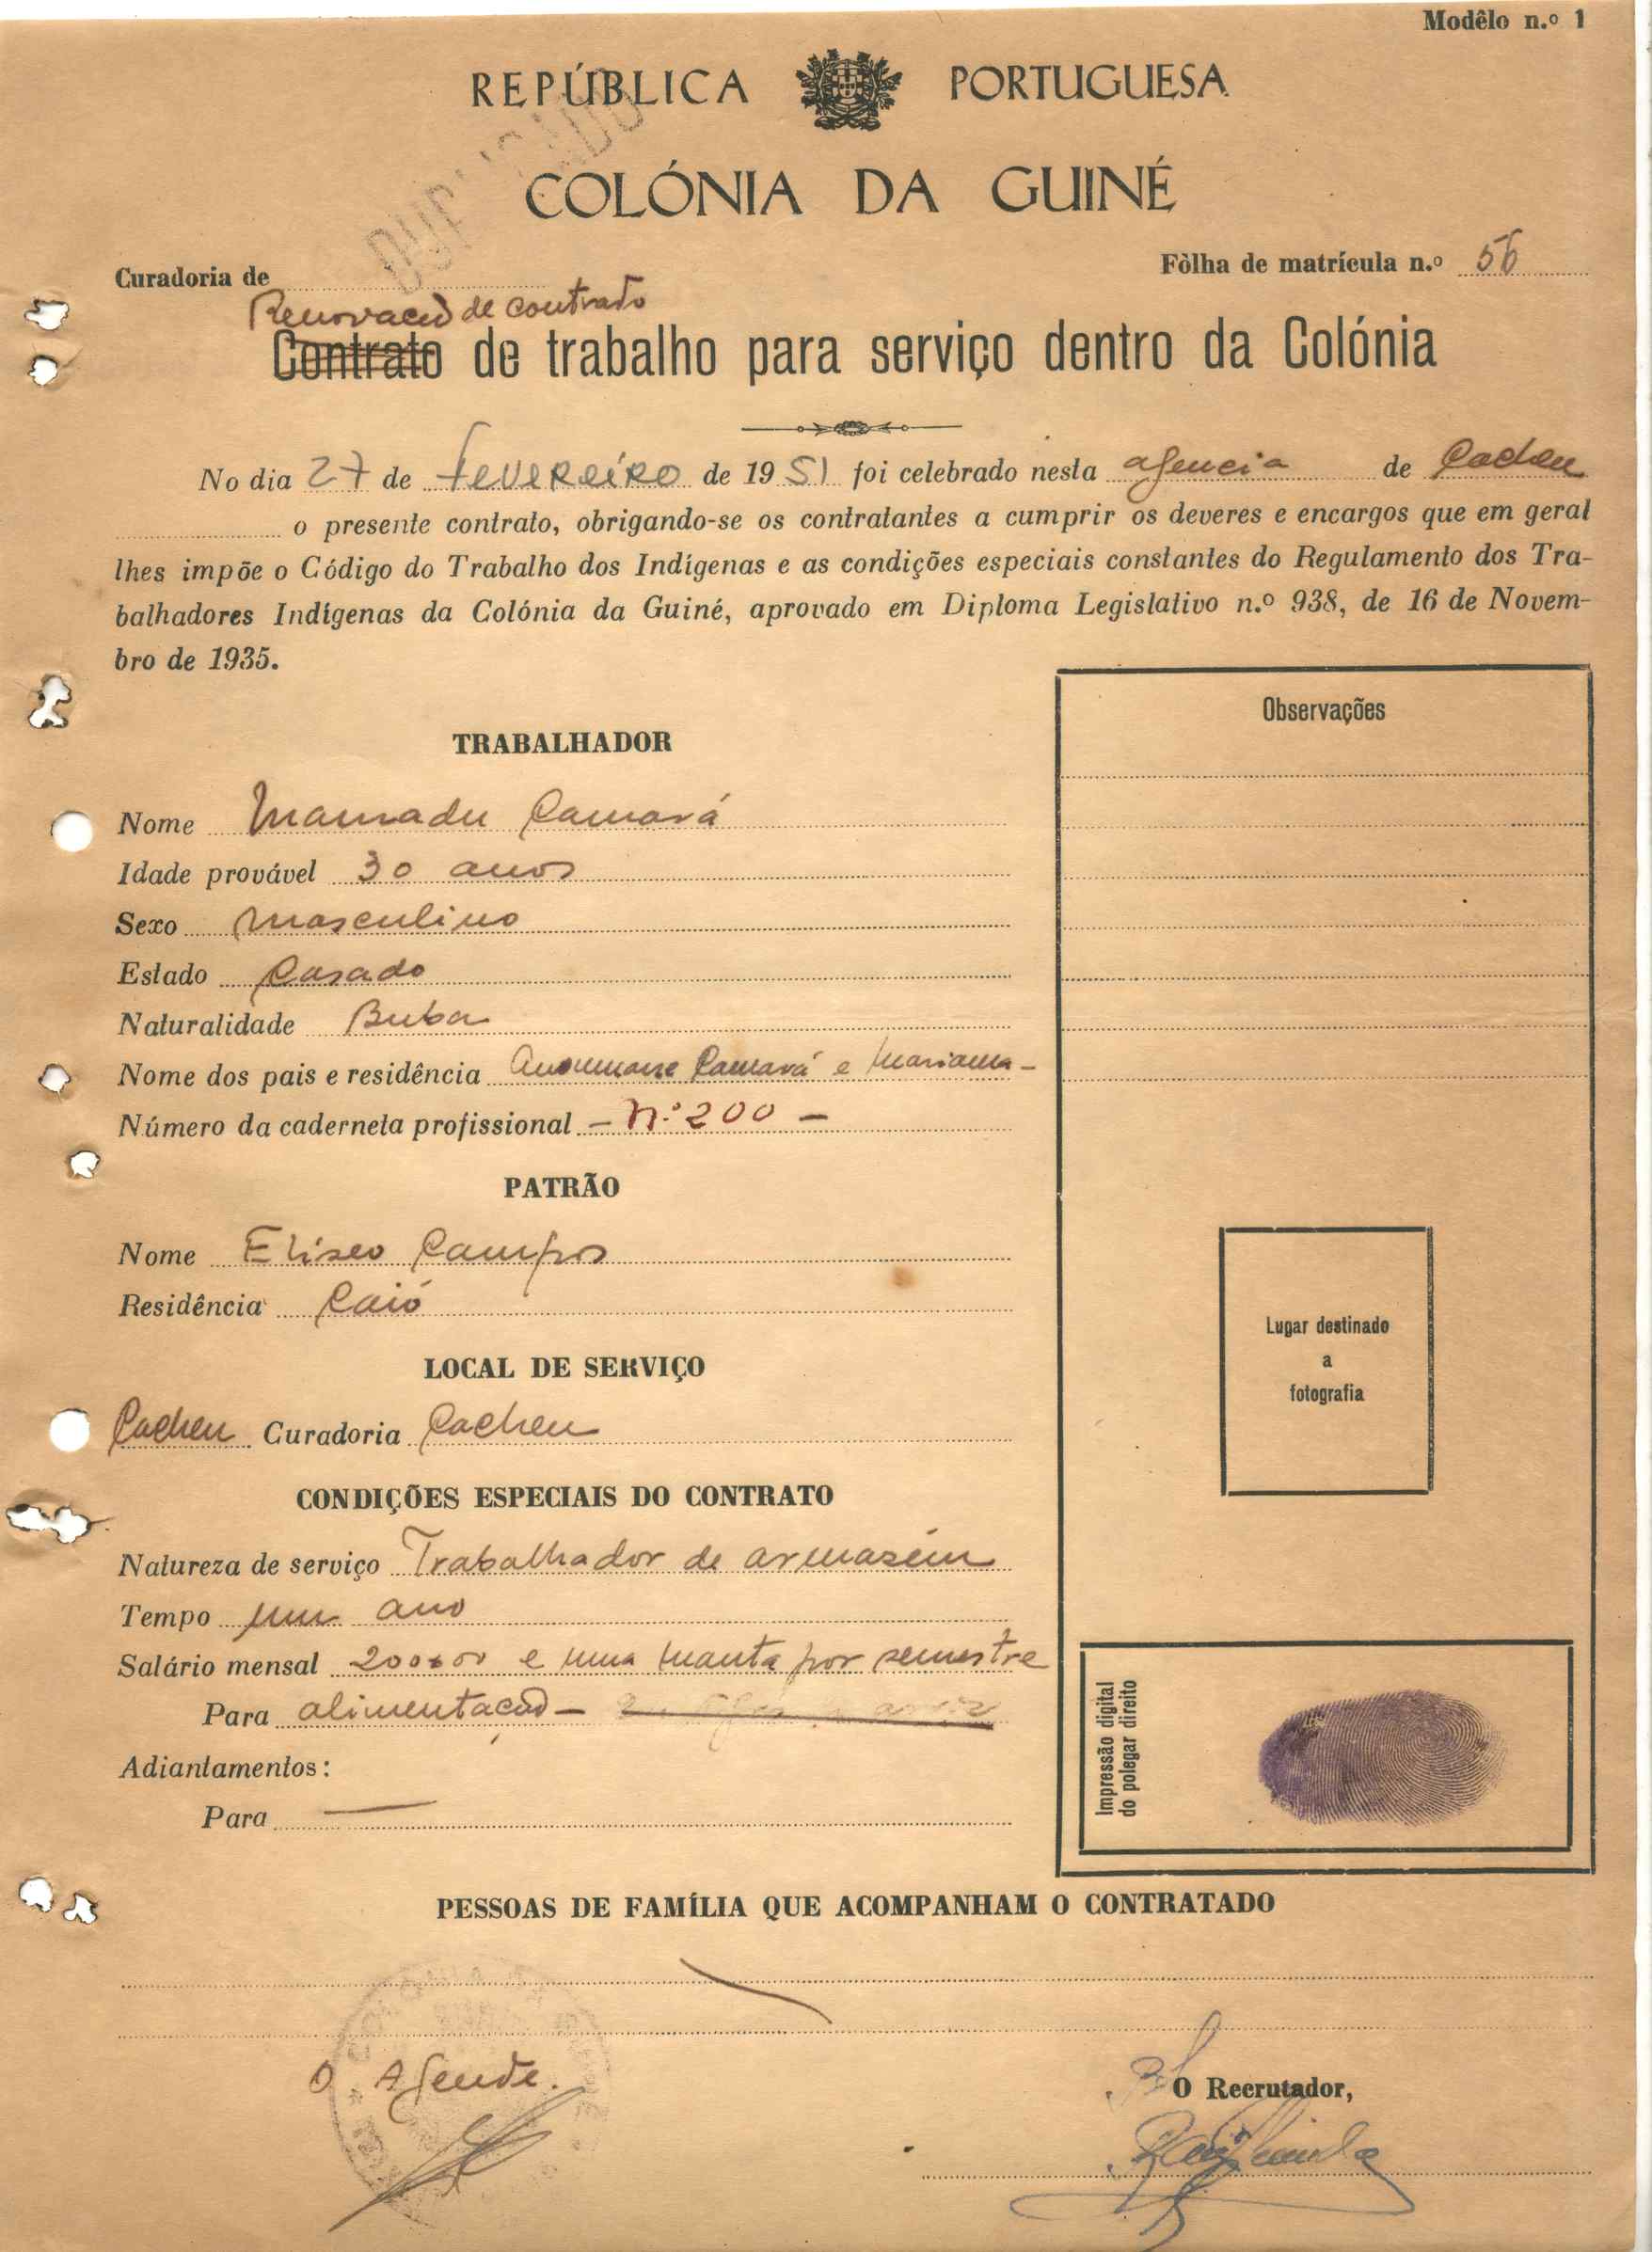 Modêlo n.º 1
REPÚBLICA PORTUGUESA
COLÓNIA DA GUINÉ
DUPLICADO
Curadoria de
Fôlha de matrícula n.º 56
Renovação de contrato
Contrato de trabalho para serviço dentro da Colónia
No dia 27 de Fevereiro de 1951 foi celebrado nesta agencia de Cacheu
o presente contrato, obrigando-se os contratantes a cumprir os deveres e encargos que em geral
lhes impõe o Código do Trabalho dos Indígenas e as condições especiais constantes do Regulamento dos Tra-
balhadores Indígenas da Colónia da Guiné, aprovado em Diploma Legislativo n.º 938, de 16 de Novem-
bro de 1935.
TRABALHADOR
Nome Mamadu Camará
Idade provável 30 anos
Sexo Masculino
Estado Casado
Naturalidade Buba
Nome dos pais e residência Camará e Mariama -
Número da caderneta profissional - N.º 200 -
PATRÃO
Nome Eliseo Campos
Residência Caió
LOCAL DE SERVIÇO
Cacheu Curadoria Cacheu
CONDIÇÕES ESPECIAIS DO CONTRATO
Natureza de serviço Trabalhador de armasém
Tempo um ano
Salário mensal 200$00 e uma manta por semestre
Para alimentação -
Adiantamentos:
Para
Observações
Lugar destinado
a
fotografia
Impressão digital
do polegar direito
PESSOAS DE FAMÍLIA QUE ACOMPANHAM O CONTRATADO
O Agente.
O Recrutador,